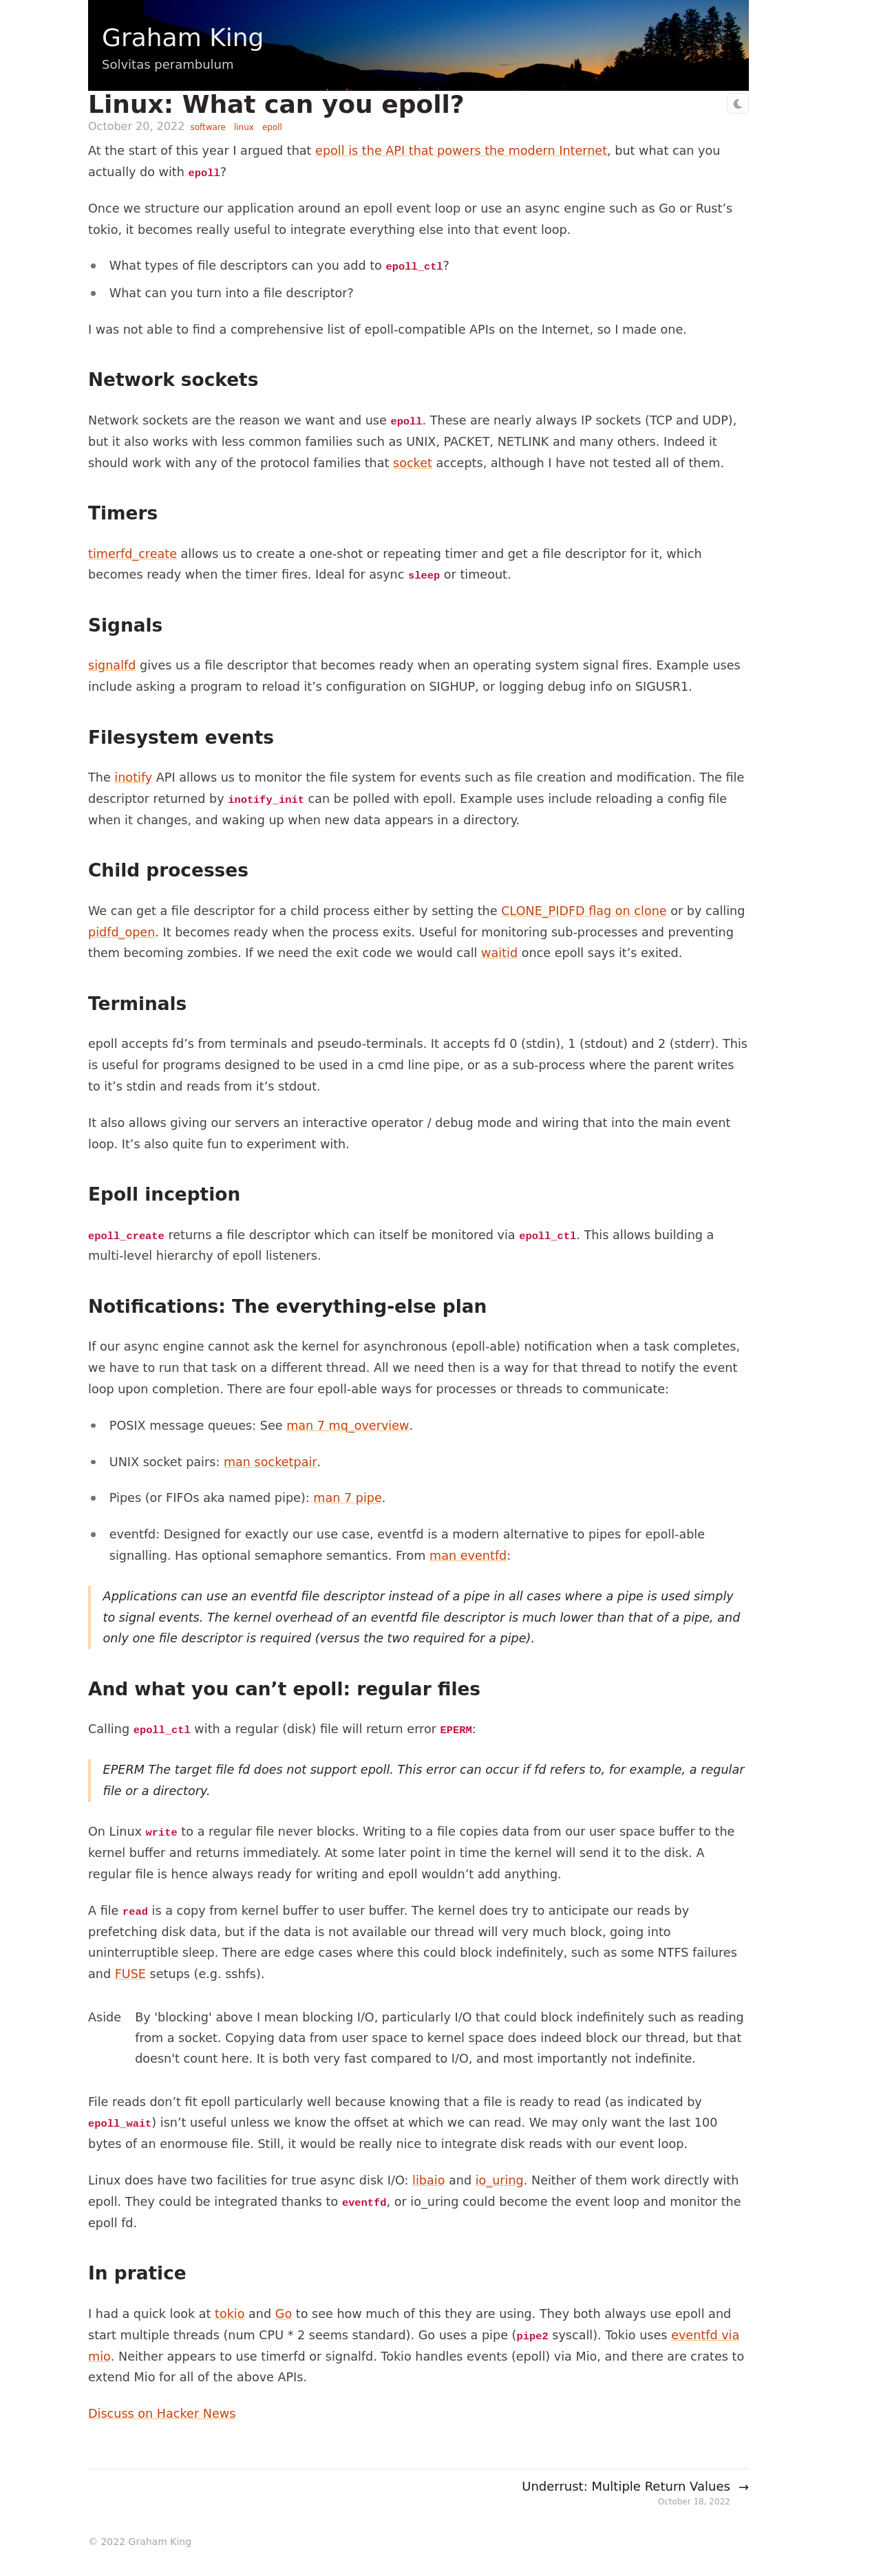 Graham King
Solvitas perambulum
Linux: What can you epoll?
October 20, 2022 software linux epoll
At the start of this year I argued that epoll is the API that powers the modern Internet, but what can you
actually do with epoll?
Once we structure our application around an epoll event loop or use an async engine such as Go or Rust’s
tokio, it becomes really useful to integrate everything else into that event loop.
What types of file descriptors can you add to epoll_ctl?
What can you turn into a file descriptor?
I was not able to find a comprehensive list of epoll-compatible APIs on the Internet, so I made one.
Network sockets
Network sockets are the reason we want and use epoll. These are nearly always IP sockets (TCP and UDP),
but it also works with less common families such as UNIX, PACKET, NETLINK and many others. Indeed it
should work with any of the protocol families that socket accepts, although I have not tested all of them.
Timers
timerfd_create allows us to create a one-shot or repeating timer and get a file descriptor for it, which
becomes ready when the timer fires. Ideal for async sleep or timeout.
Signals
signalfd gives us a file descriptor that becomes ready when an operating system signal fires. Example uses
include asking a program to reload it’s configuration on SIGHUP, or logging debug info on SIGUSR1.
Filesystem events
The inotify API allows us to monitor the file system for events such as file creation and modification. The file
descriptor returned by inotify_init can be polled with epoll. Example uses include reloading a config file
when it changes, and waking up when new data appears in a directory.
Child processes
We can get a file descriptor for a child process either by setting the CLONE_PIDFD flag on clone or by calling
pidfd_open. It becomes ready when the process exits. Useful for monitoring sub-processes and preventing
them becoming zombies. If we need the exit code we would call waitid once epoll says it’s exited.
Terminals
epoll accepts fd’s from terminals and pseudo-terminals. It accepts fd 0 (stdin), 1 (stdout) and 2 (stderr). This
is useful for programs designed to be used in a cmd line pipe, or as a sub-process where the parent writes
to it’s stdin and reads from it’s stdout.
It also allows giving our servers an interactive operator / debug mode and wiring that into the main event
loop. It’s also quite fun to experiment with.
Epoll inception
epoll_create returns a file descriptor which can itself be monitored via epoll_ctl. This allows building a
multi-level hierarchy of epoll listeners.
Notifications: The everything-else plan
If our async engine cannot ask the kernel for asynchronous (epoll-able) notification when a task completes,
we have to run that task on a different thread. All we need then is a way for that thread to notify the event
loop upon completion. There are four epoll-able ways for processes or threads to communicate:
POSIX message queues: See man 7 mq_overview.
UNIX socket pairs: man socketpair.
Pipes (or FIFOs aka named pipe): man 7 pipe.
eventfd: Designed for exactly our use case, eventfd is a modern alternative to pipes for epoll-able
signalling. Has optional semaphore semantics. From man eventfd:
Applications can use an eventfd file descriptor instead of a pipe in all cases where a pipe is used simply
to signal events. The kernel overhead of an eventfd file descriptor is much lower than that of a pipe, and
only one file descriptor is required (versus the two required for a pipe).
And what you can’t epoll: regular files
Calling epoll_ctl with a regular (disk) file will return error EPERM:
EPERM The target file fd does not support epoll. This error can occur if fd refers to, for example, a regular
file or a directory.
On Linux write to a regular file never blocks. Writing to a file copies data from our user space buffer to the
kernel buffer and returns immediately. At some later point in time the kernel will send it to the disk. A
regular file is hence always ready for writing and epoll wouldn’t add anything.
A file read is a copy from kernel buffer to user buffer. The kernel does try to anticipate our reads by
prefetching disk data, but if the data is not available our thread will very much block, going into
uninterruptible sleep. There are edge cases where this could block indefinitely, such as some NTFS failures
and FUSE setups (e.g. sshfs).
Aside By 'blocking' above I mean blocking I/O, particularly I/O that could block indefinitely such as reading
from a socket. Copying data from user space to kernel space does indeed block our thread, but that
doesn't count here. It is both very fast compared to I/O, and most importantly not indefinite.
File reads don’t fit epoll particularly well because knowing that a file is ready to read (as indicated by
epoll_wait) isn’t useful unless we know the offset at which we can read. We may only want the last 100
bytes of an enormouse file. Still, it would be really nice to integrate disk reads with our event loop.
Linux does have two facilities for true async disk I/O: libaio and io_uring. Neither of them work directly with
epoll. They could be integrated thanks to eventfd, or io_uring could become the event loop and monitor the
epoll fd.
In pratice
I had a quick look at tokio and Go to see how much of this they are using. They both always use epoll and
start multiple threads (num CPU * 2 seems standard). Go uses a pipe (pipe2 syscall). Tokio uses eventfd via
mio. Neither appears to use timerfd or signalfd. Tokio handles events (epoll) via Mio, and there are crates to
extend Mio for all of the above APIs.
Discuss on Hacker News
Underrust: Multiple Return Values →
October 18, 2022
© 2022 Graham King